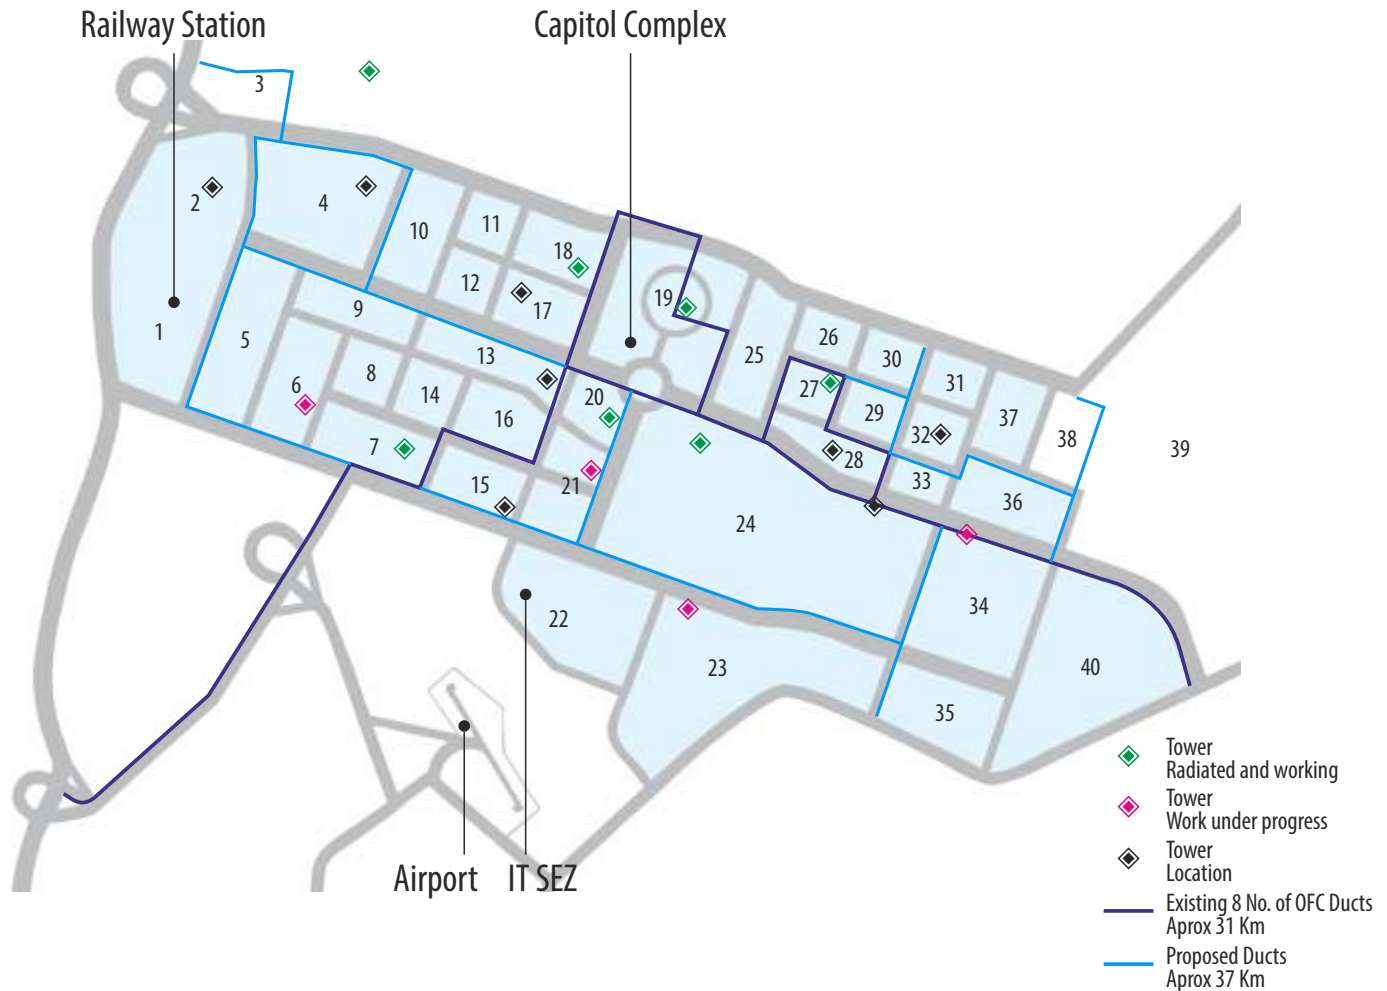 Railway Station
Capitol Complex
3
2
4
10
11
18
12
17
19
1
5
9
13
6
8
14
16
7
15
20
21
25
26
30
31
27
29
32
37
38
39
28
33
36
24
22
23
34
35
40
Airport
IT SEZ
Tower
Radiated and working
Tower
Work under progress
Tower
Location
Existing 8 No. of OFC Ducts
Aprox 31 Km
Proposed Ducts
Aprox 37 Km